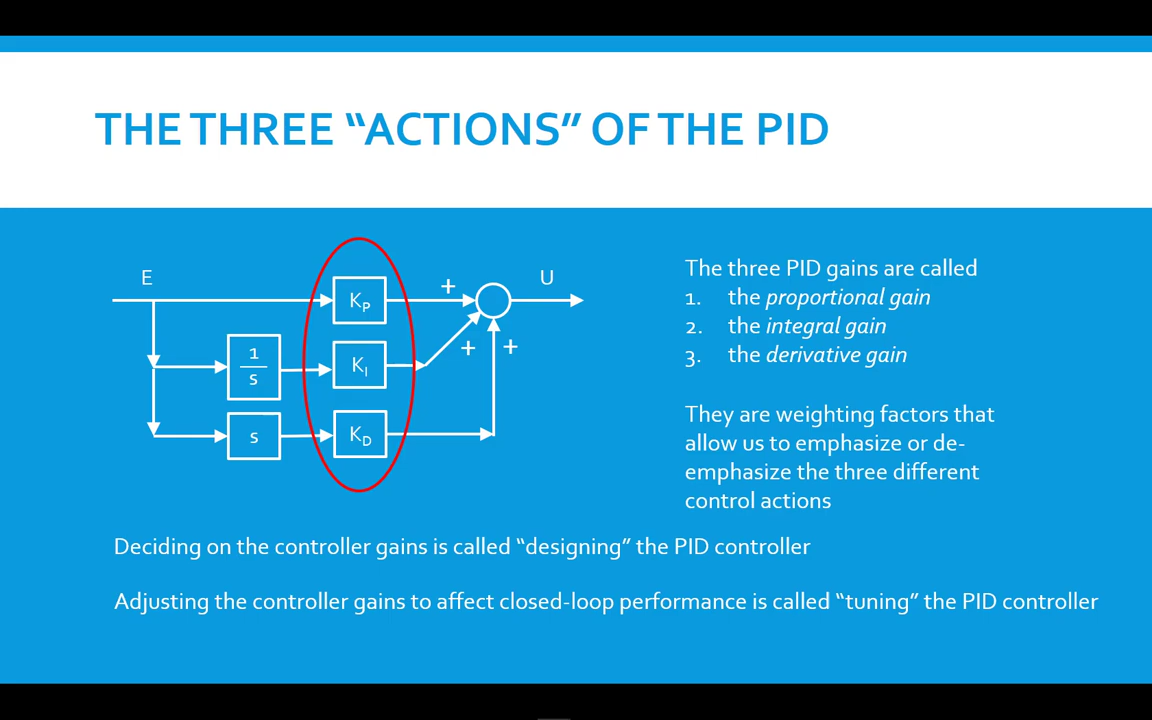 THE THREE “ACTIONS” OF THE PID
E
K_P
+
U
1
s
K_I
+
+
s
K_D
The three PID gains are called
1. the proportional gain
2. the integral gain
3. the derivative gain
They are weighting factors that
allow us to emphasize or de-
emphasize the three different
control actions
Deciding on the controller gains is called “designing” the PID controller
Adjusting the controller gains to affect closed-loop performance is called “tuning” the PID controller